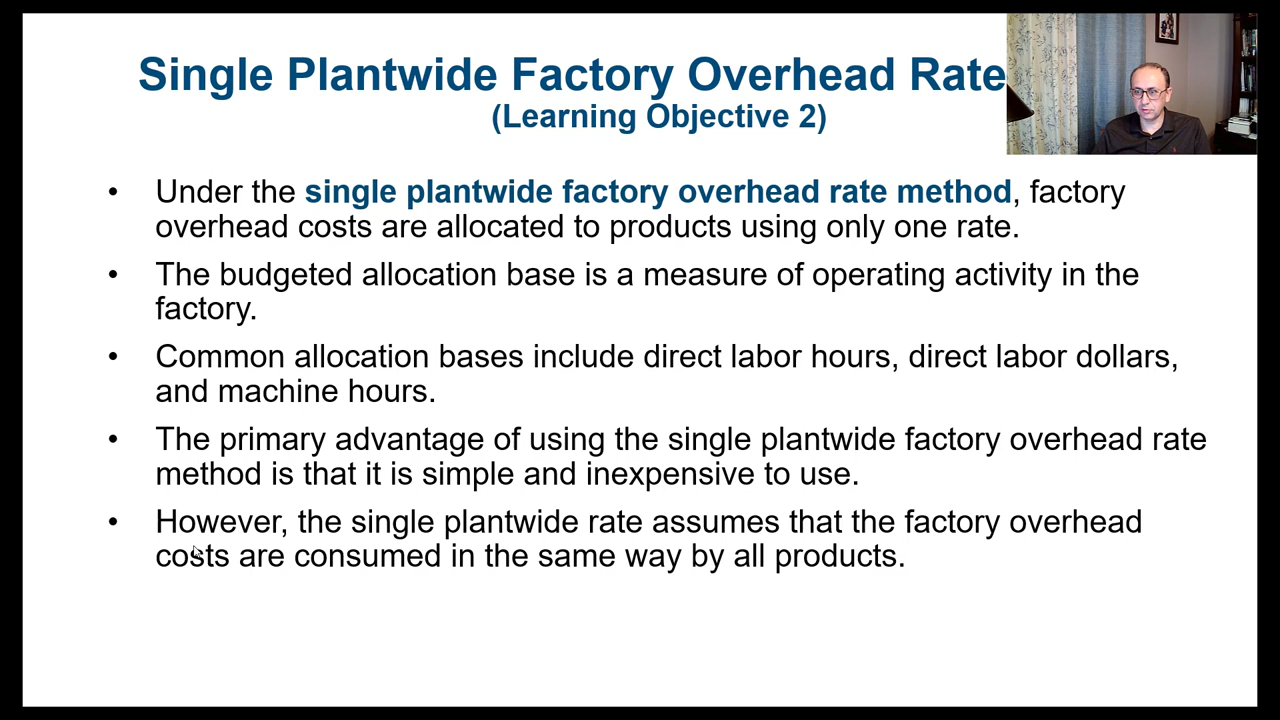 Single Plantwide Factory Overhead Rate
(Learning Objective 2)
• Under the single plantwide factory overhead rate method, factory
overhead costs are allocated to products using only one rate.
• The budgeted allocation base is a measure of operating activity in the
factory.
• Common allocation bases include direct labor hours, direct labor dollars,
and machine hours.
• The primary advantage of using the single plantwide factory overhead rate
method is that it is simple and inexpensive to use.
• However, the single plantwide rate assumes that the factory overhead
costs are consumed in the same way by all products.